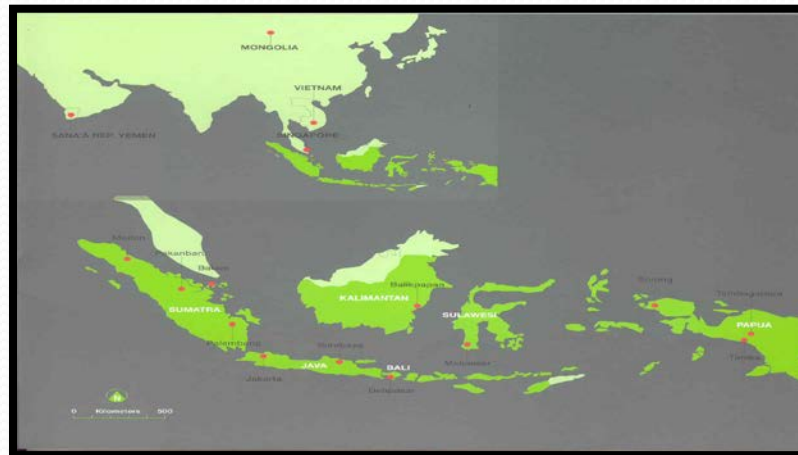 MONGOLIA
VIETNAM
SANA'A REP. YEMEN
SINGAPORE
Medan
Pekanbaru
Batam
Balikpapan
Sorong
KALIMANTAN
SUMATRA
SULAWESI
PAPUA
Palembang
Surabaya
Makassar
Timika
JAVA
BALI
Jakarta
Denpasar
N
0 Kilometers 500